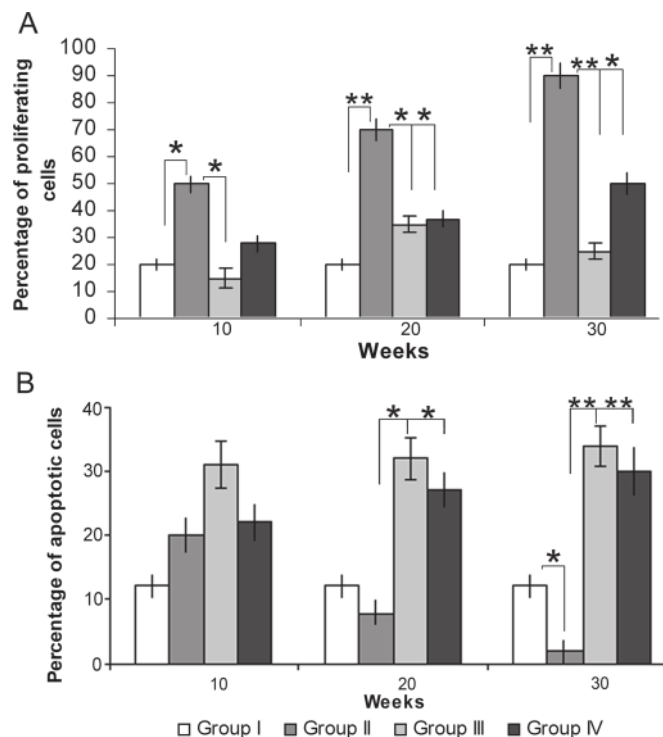 A
Percentage of proliferating
cells
100
90
80
70
60
50
40
30
20
10
0
* *
** * *
** ** *
10 20 30
Weeks
B
Percentage of apoptotic cells
40
30
20
10
0
* *
* ** **
10 20 30
Weeks
Group I Group II Group III Group IV